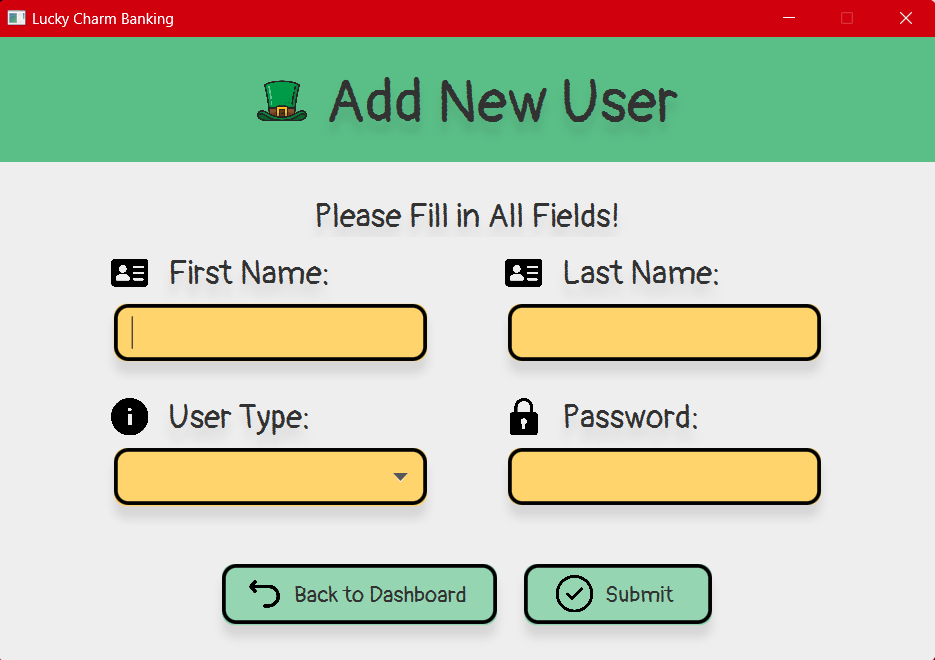 Lucky Charm Banking
Add New User
Please Fill in All Fields!
First Name:
Last Name:
User Type:
Password:
Back to Dashboard
Submit